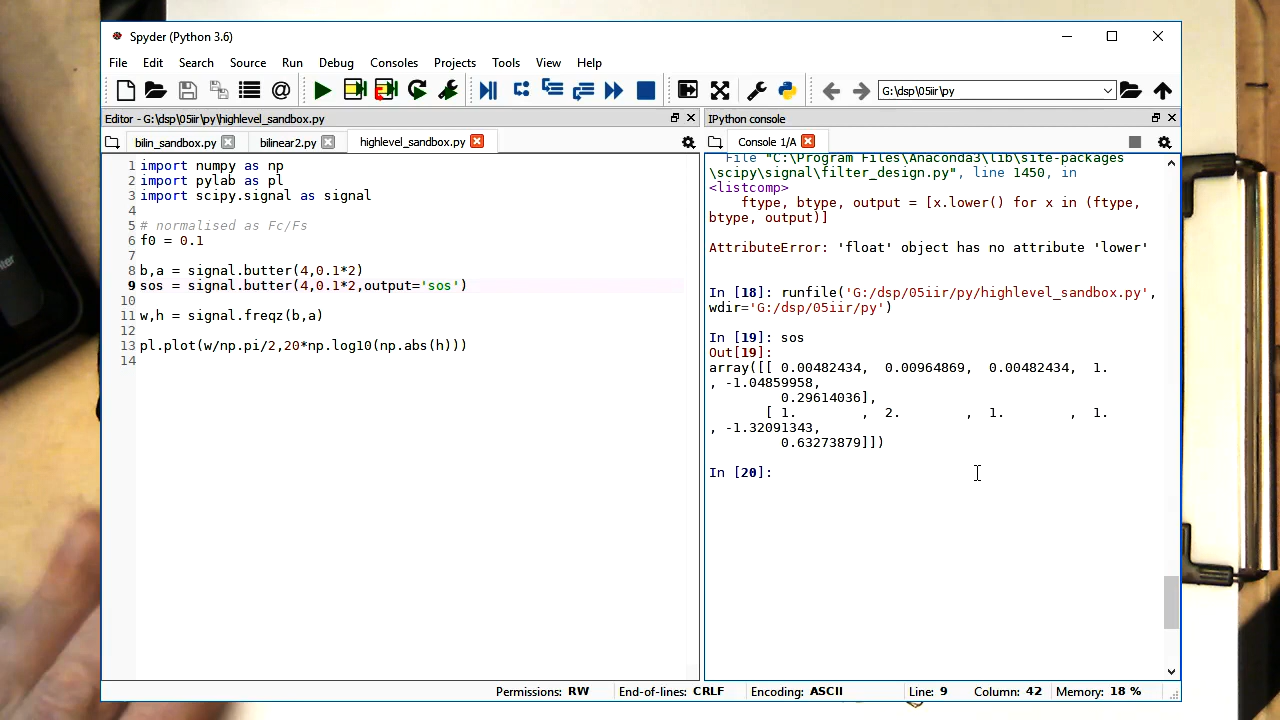 Spyder (Python 3.6)
File Edit Search Source Run Debug Consoles Projects Tools View Help
G:\dsp\05iir\py
Editor - G:\dsp\05iir\py\highlevel_sandbox.py
bilin_sandbox.py bilinear2.py highlevel_sandbox.py
1 import numpy as np
2 import pylab as pl
3 import scipy.signal as signal
4
5 # normalised as Fc/Fs
6 f0 = 0.1
7
8 b,a = signal.butter(4,0.1*2)
9 sos = signal.butter(4,0.1*2,output='sos')
10
11 w,h = signal.freqz(b,a)
12
13 pl.plot(w/np.pi/2,20*np.log10(np.abs(h)))
14
IPython console
Console 1/A
File "C:\Program Files\Anaconda3\lib\site-packages
\scipy\signal\filter_design.py", line 1450, in
<listcomp>
ftype, btype, output = [x.lower() for x in (ftype,
btype, output)]
AttributeError: 'float' object has no attribute 'lower'
In [18]: runfile('G:/dsp/05iir/py/highlevel_sandbox.py',
wdir='G:/dsp/05iir/py')
In [19]: sos
Out[19]:
array([[ 0.00482434, 0.00964869, 0.00482434, 1.
, -1.04859958,
0.29614036],
[ 1. , 2. , 1. , 1.
, -1.32091343,
0.63273879]])
In [20]:
Permissions: RW End-of-lines: CRLF Encoding: ASCII Line: 9 Column: 42 Memory: 18 %